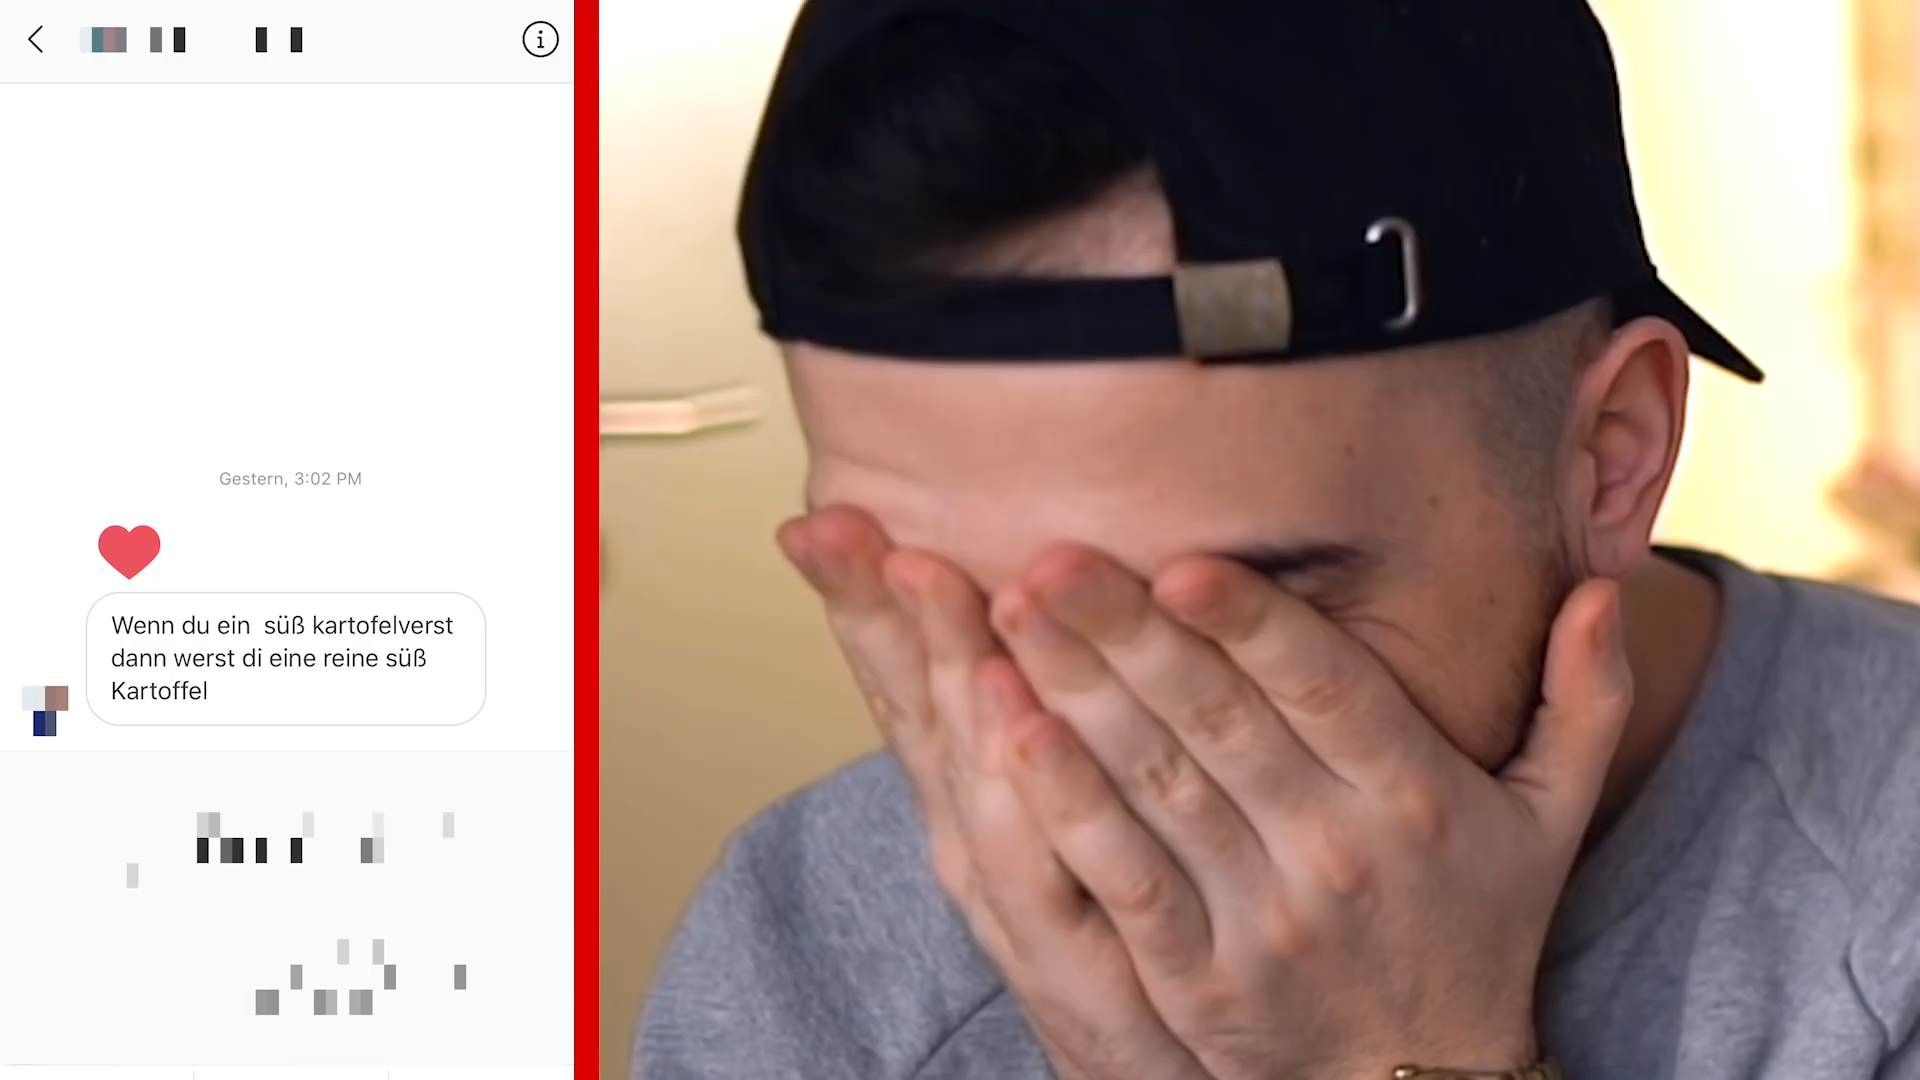 Gestern, 3:02 PM
Wenn du ein  süß kartofelverst
dann werst di eine reine süß
Kartoffel